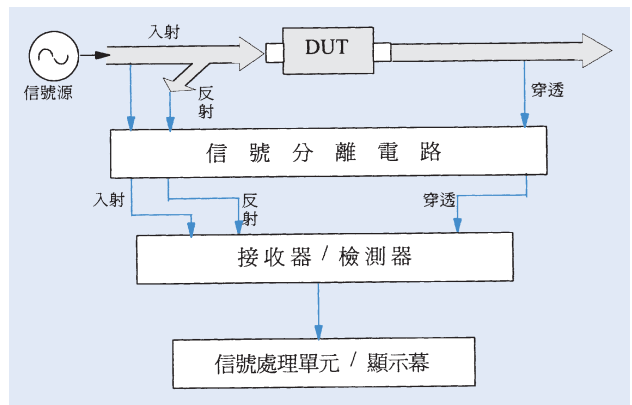 入射
DUT
信號源
反射
穿透
信號分離電路
入射
反射
穿透
接收器 / 檢測器
信號處理單元 / 顯示幕